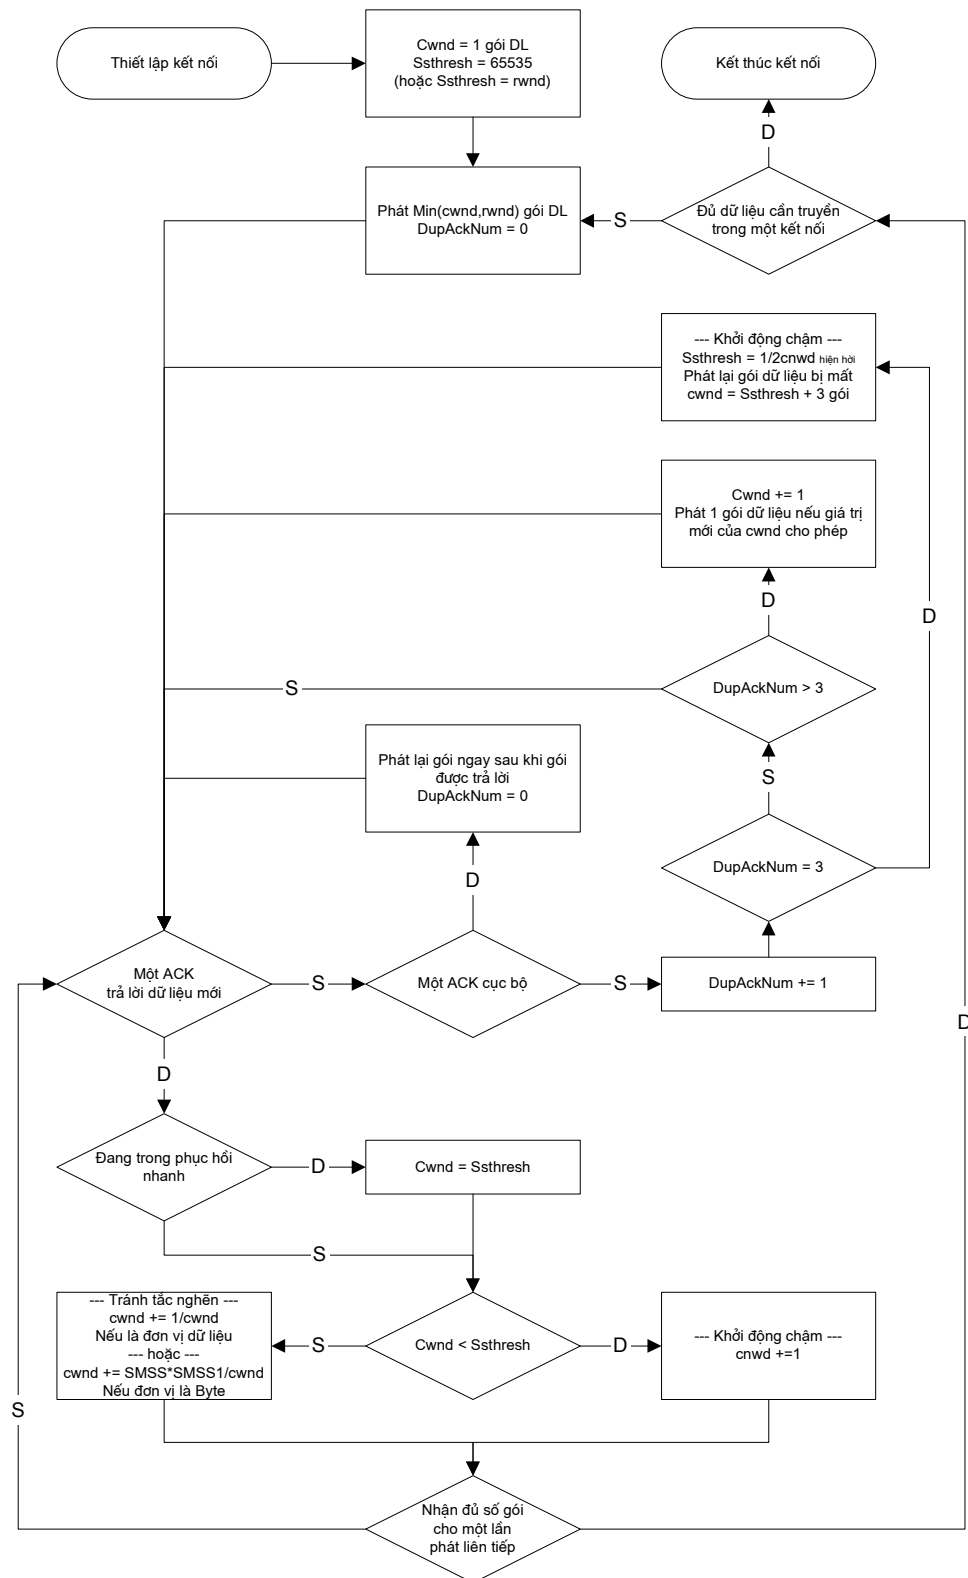 Thiết lập kết nối
Cwnd = 1 gói DL
Ssthresh = 65535
(hoặc Ssthresh = rwnd)
Kết thúc kết nối
D
Phát Min(cwnd,rwnd) gói DL
DupAckNum = 0
S
Đủ dữ liệu cần truyền
trong một kết nối
--- Khởi động chậm ---
Ssthresh = 1/2cnwd hiện hời
Phát lại gói dữ liệu bị mất
cwnd = Ssthresh + 3 gói
Cwnd += 1
Phát 1 gói dữ liệu nếu giá trị
mới của cwnd cho phép
D
D
S
DupAckNum > 3
Phát lại gói ngay sau khi gói
được trả lời
DupAckNum = 0
S
D
DupAckNum = 3
Một ACK
trả lời dữ liệu mới
S
Một ACK cục bộ
S
DupAckNum += 1
D
D
Đang trong phục hồi
nhanh
D
Cwnd = Ssthresh
S
--- Tránh tắc nghẽn ---
cwnd += 1/cwnd
Nếu là đơn vị dữ liệu
--- hoặc ---
cwnd += SMSS*SMSS1/cwnd
Nếu đơn vị là Byte
S
Cwnd < Ssthresh
D
--- Khởi động chậm ---
cnwd +=1
S
Nhận đủ số gói
cho một lần
phát liên tiếp